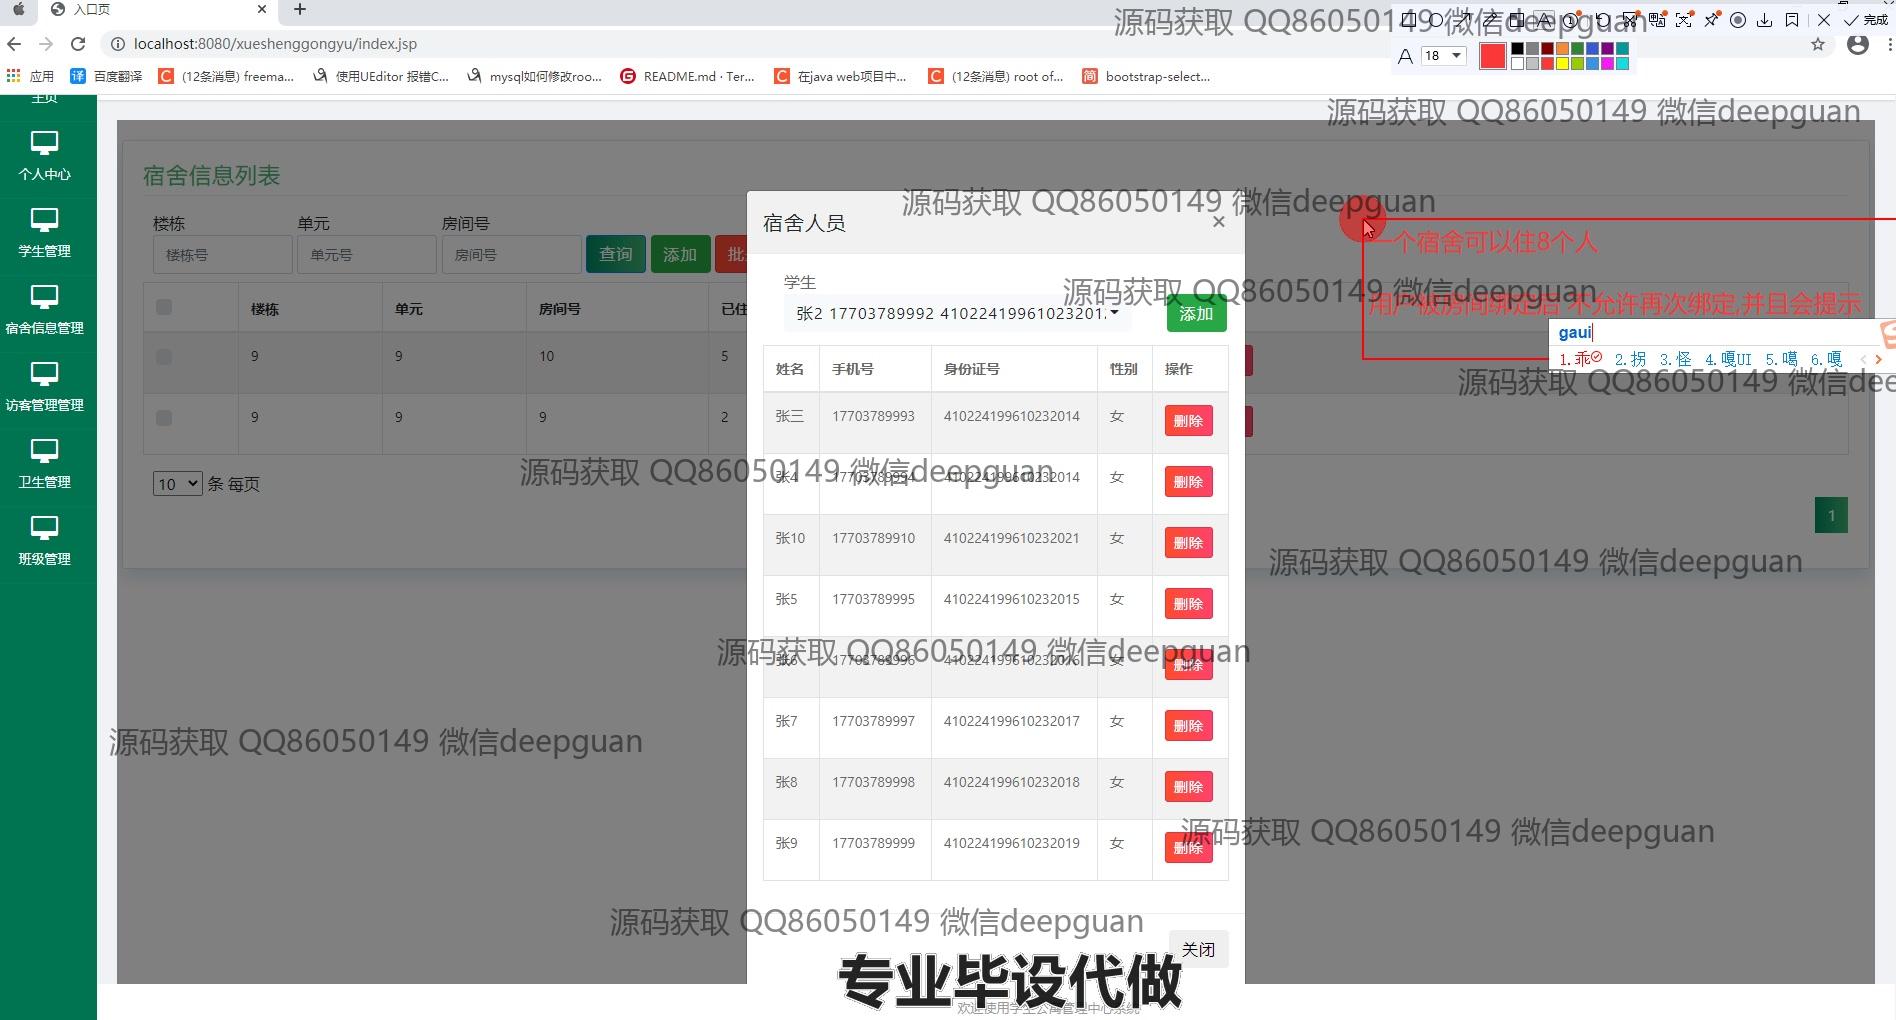 入口页
localhost:8080/xueshenggongyu/index.jsp
完成
A 18
应用 百度翻译 (12条消息) freema... 使用UEditor 报错C... mysql如何修改roo... README.md · Ter... 在java web项目中... (12条消息) root of... bootstrap-select...
源码获取 QQ86050149 微信deepguan
源码获取 QQ86050149 微信deepguan
主页
个人中心
学生管理
宿舍信息管理
访客管理管理
卫生管理
班级管理
宿舍信息列表
楼栋 单元 房间号
楼栋号 单元号 房间号 查询 添加
楼栋 单元 房间号 已住
9 9 10 5
9 9 9 2
10 条 每页
1
宿舍人员 ×
源码获取 QQ86050149 微信deepguan
一个宿舍可以住8个人
源码获取 QQ86050149 微信deepguan
用户被房间绑定后 不允许再次绑定,并且会提示
gaui
1.乖 2.拐 3.怪 4.嘎UI 5.噶 6.嘎
源码获取 QQ86050149 微信deepguan
学生
张2 17703789992 41022419961023201. 添加
姓名 手机号 身份证号 性别 操作
张三 17703789993 410224199610232014 女 删除
张4 17703789994 410224199610232014 女 删除
源码获取 QQ86050149 微信deepguan
张10 17703789910 410224199610232021 女 删除
源码获取 QQ86050149 微信deepguan
张5 17703789995 410224199610232015 女 删除
张6 17703789996 410224199610232016 女 删除
源码获取 QQ86050149 微信deepguan
张7 17703789997 410224199610232017 女 删除
源码获取 QQ86050149 微信deepguan
张8 17703789998 410224199610232018 女 删除
张9 17703789999 410224199610232019 女 删除
源码获取 QQ86050149 微信deepguan
源码获取 QQ86050149 微信deepguan
关闭
专业毕设代做
欢迎使用学生公寓管理中心系统